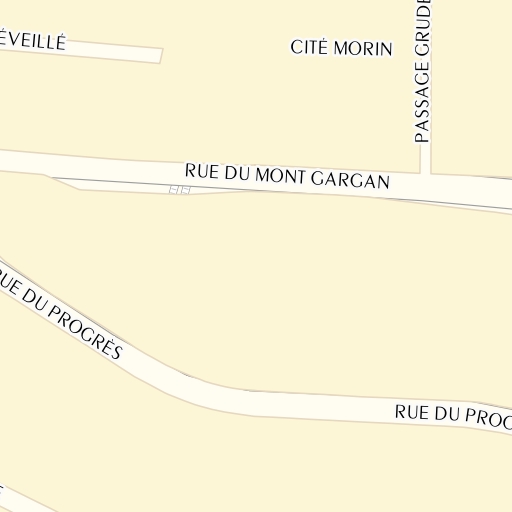 ÉVEILLÉ
CITÉ MORIN
PASSAGE GRUDE
RUE DU MONT GARGAN
RUE DU PROGRÈS
RUE DU PROG